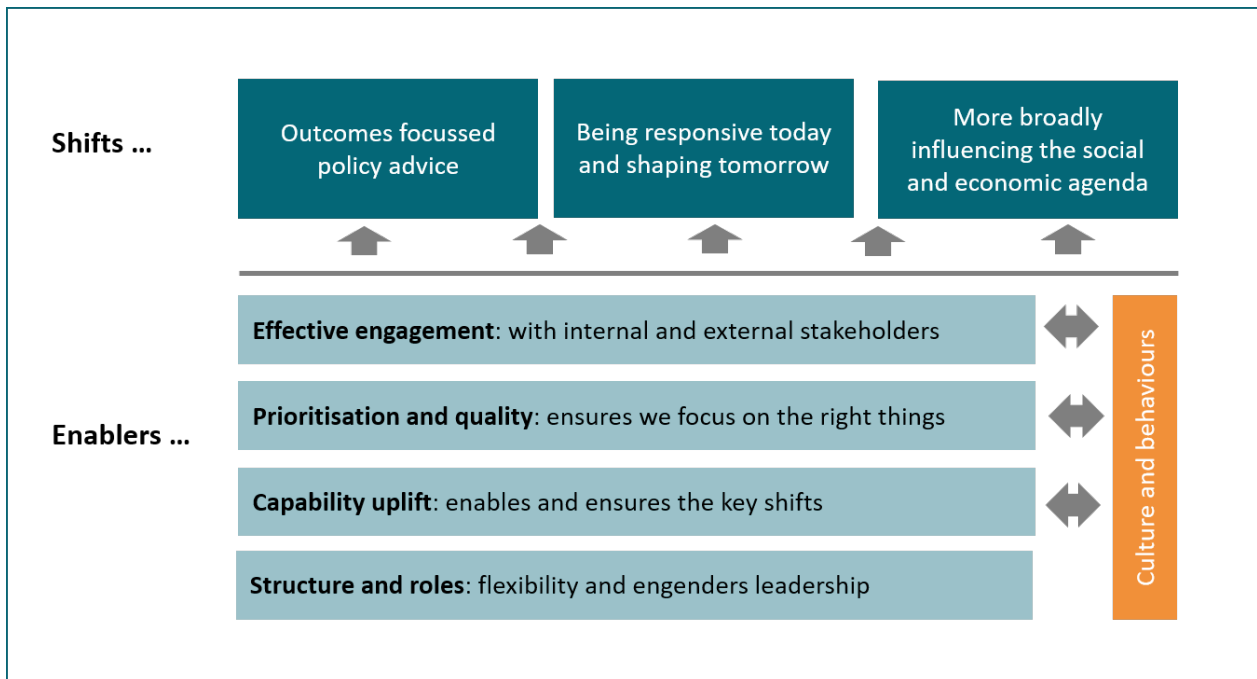 Shifts ...
Outcomes focussed
policy advice
Being responsive today
and shaping tomorrow
More broadly
influencing the social
and economic agenda
Enablers ...
Effective engagement: with internal and external stakeholders
Prioritisation and quality: ensures we focus on the right things
Capability uplift: enables and ensures the key shifts
Structure and roles: flexibility and engenders leadership
Culture and behaviours